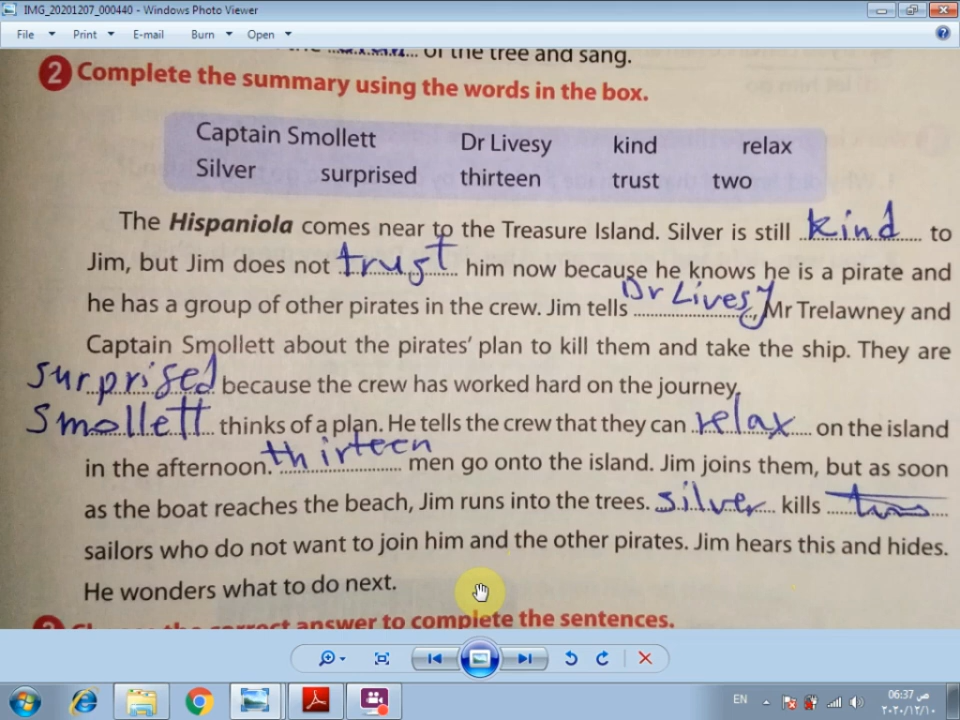 IMG_20201207_000440 - Windows Photo Viewer
File Print E-mail Burn Open
of the tree and sang.
2 Complete the summary using the words in the box.
Captain Smollett Dr Livesy kind relax
Silver surprised thirteen trust two
The Hispaniola comes near to the Treasure Island. Silver is still kind to
Jim, but Jim does not trust him now because he knows he is a pirate and
he has a group of other pirates in the crew. Jim tells Dr Livesy, Mr Trelawney and
Captain Smollett about the pirates' plan to kill them and take the ship. They are
surprised because the crew has worked hard on the journey.
Smollett thinks of a plan. He tells the crew that they can relax on the island
in the afternoon. thirteen men go onto the island. Jim joins them, but as soon
as the boat reaches the beach, Jim runs into the trees. silver kills two
sailors who do not want to join him and the other pirates. Jim hears this and hides.
He wonders what to do next.
correct answer to complete the sentences.
EN
06:37 ص
٢٠٢٠/١٢/١٠